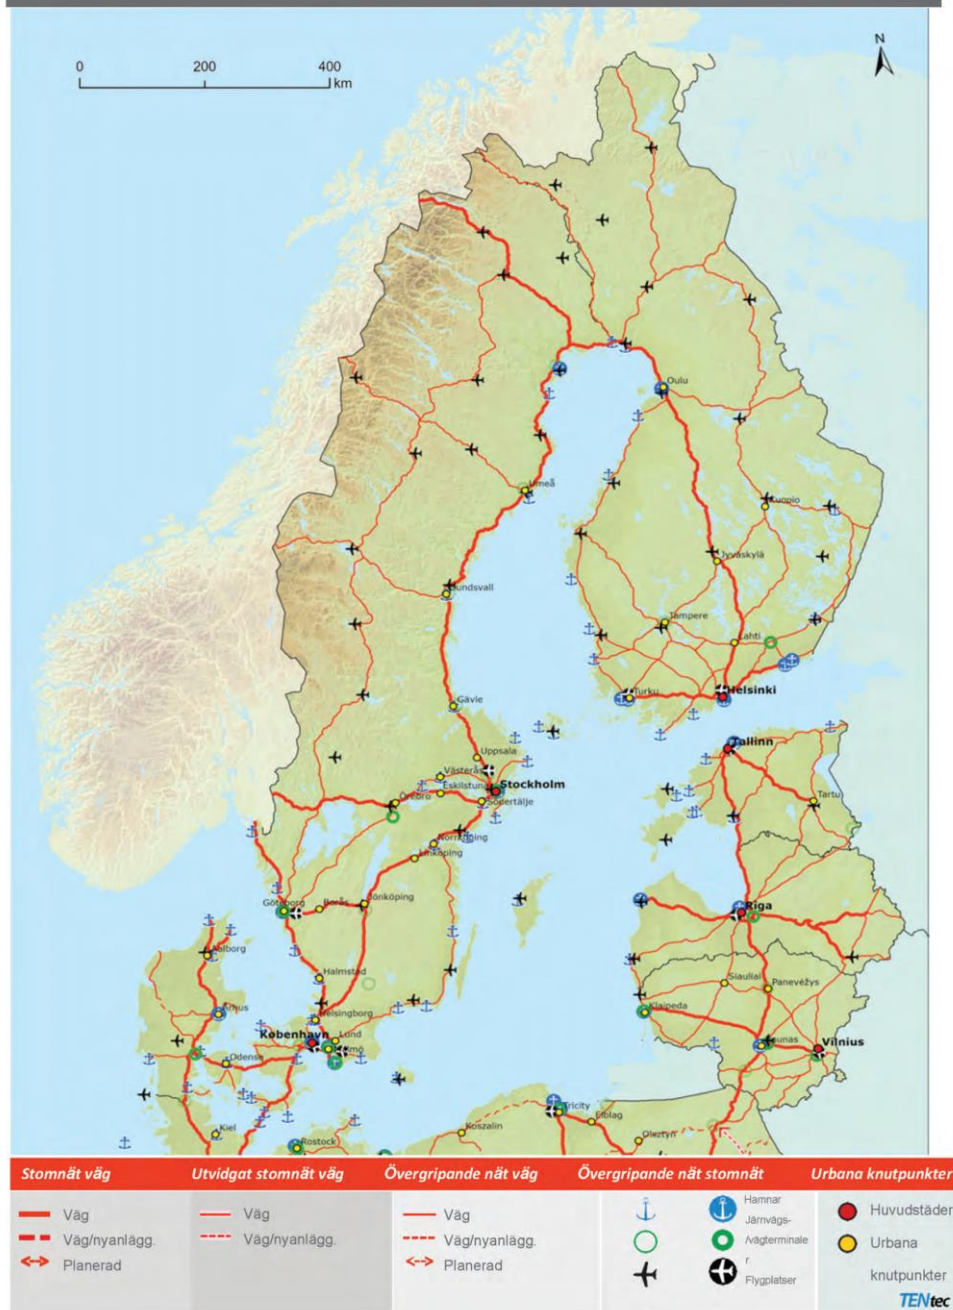 N
0 200 400
km
Oulu
Umeå
Kuopio
Jyväskylä
Sundsvall
Tampere
Lahti
Turku
Helsinki
Gävle
Tallinn
Uppsala
Västerås
Eskilstuna
Stockholm
Örebro
Södertälje
Tartu
Norrköping
Linköping
Göteborg
Borås
Jönköping
Riga
Aalborg
Halmstad
Siauliai
Panevėžys
Århus
Helsingborg
Klaipeda
København
Lund
Malmö
Kaunas
Vilnius
Odense
Tricity
Elblag
Kiel
Koszalin
Olsztyn
Rostock
Stomnät väg Utvidgat stomnät väg Övergripande nät väg Övergripande nät stomnät Urbana knutpunkter
Väg Väg Väg Hamnar Huvudstäder
Järnvägs-
Väg/nyanlägg. Väg/nyanlägg. Väg/nyanlägg. /vägterminale Urbana
r
Planerad Planerad Flygplatser knutpunkter
TENtec